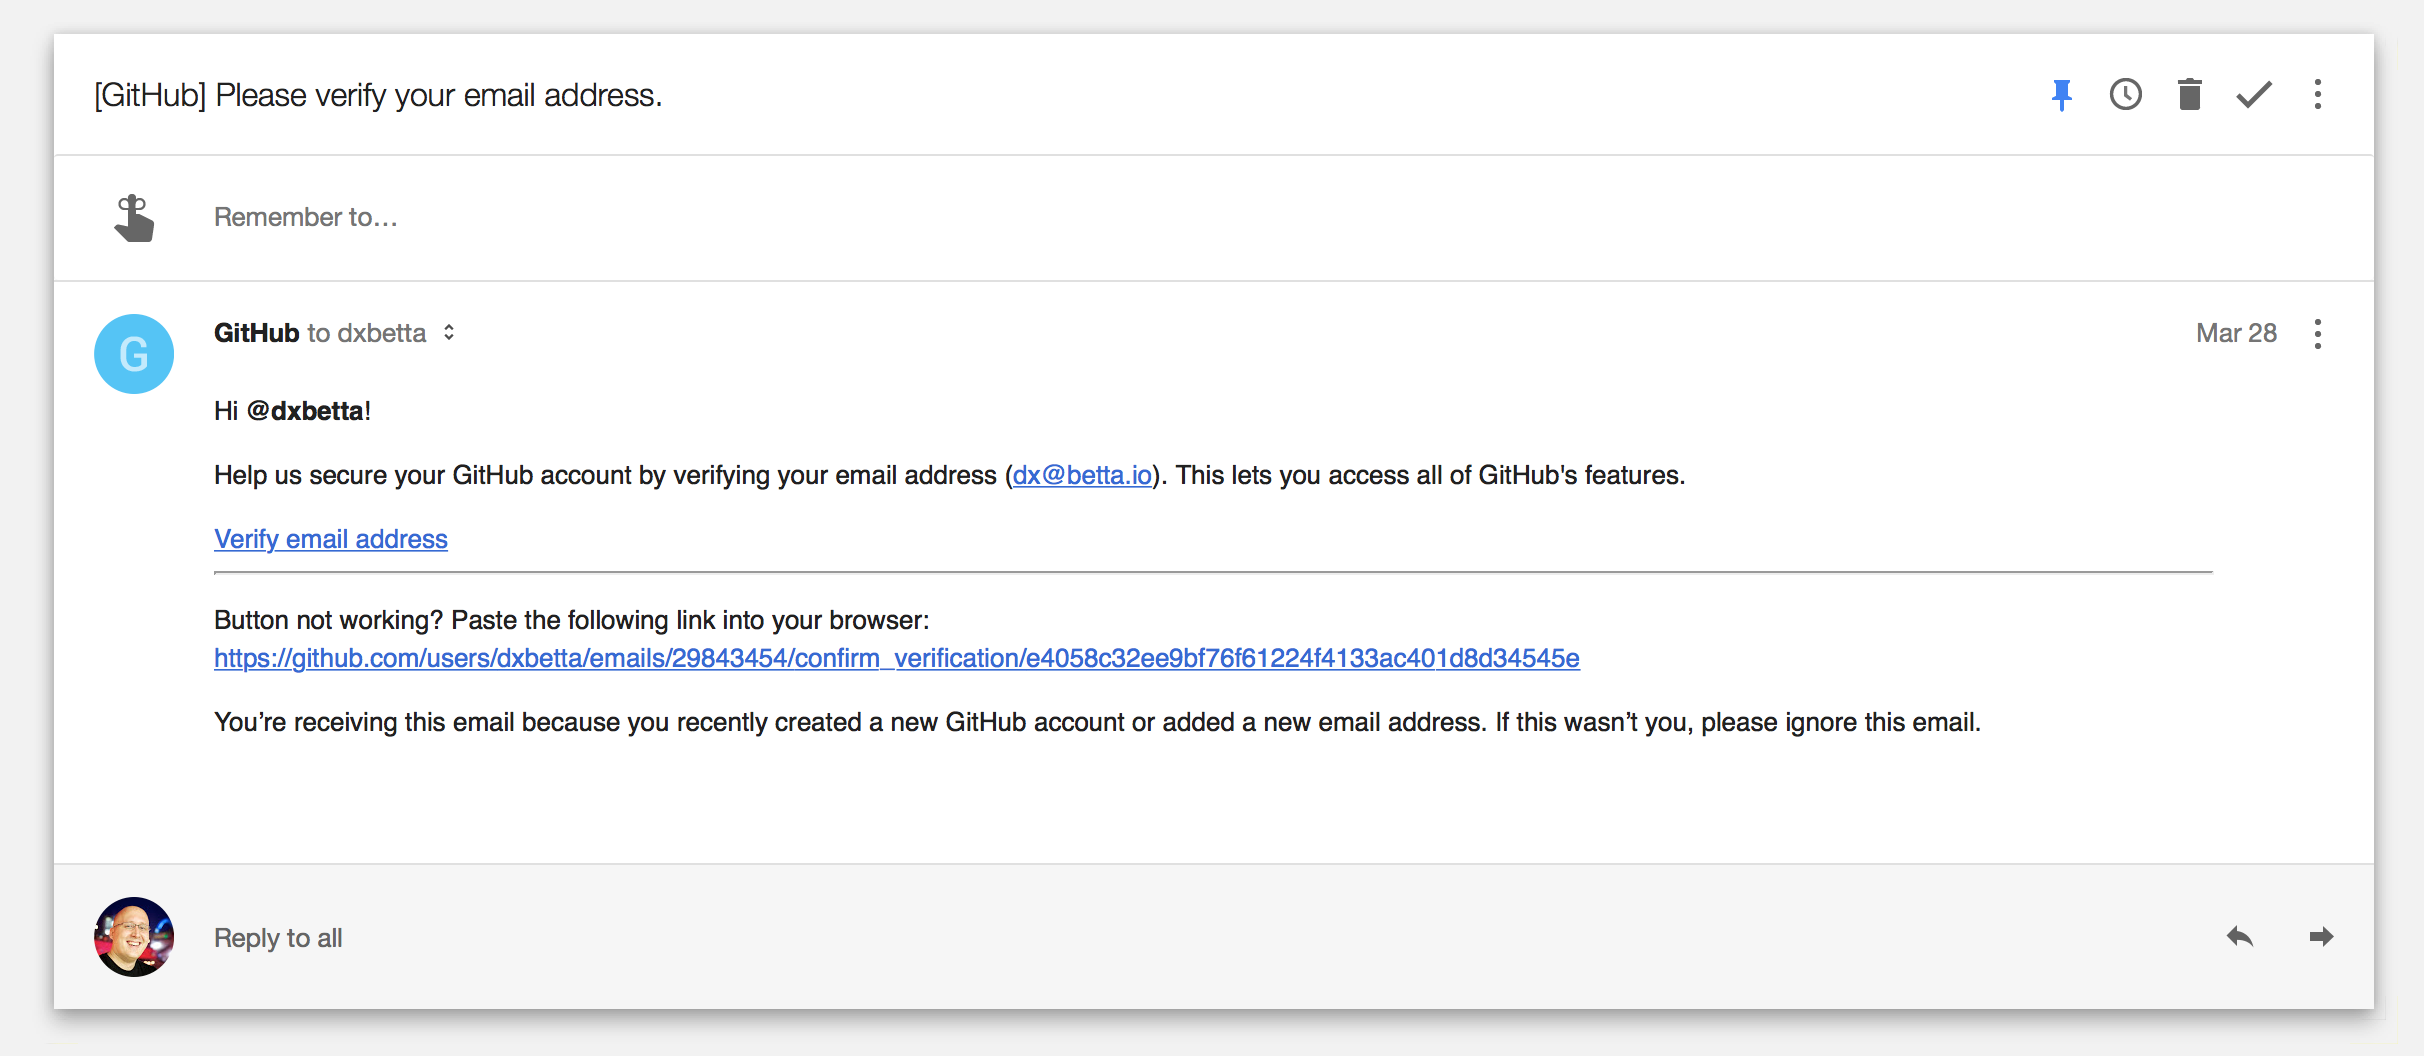 [GitHub] Please verify your email address.
Remember to…
G
GitHub to dxbetta
Mar 28
Hi @dxbetta!
Help us secure your GitHub account by verifying your email address (dx@betta.io). This lets you access all of GitHub's features.
Verify email address
Button not working? Paste the following link into your browser:
https://github.com/users/dxbetta/emails/29843454/confirm_verification/e4058c32ee9bf76f61224f4133ac401d8d34545e
You’re receiving this email because you recently created a new GitHub account or added a new email address. If this wasn’t you, please ignore this email.
Reply to all